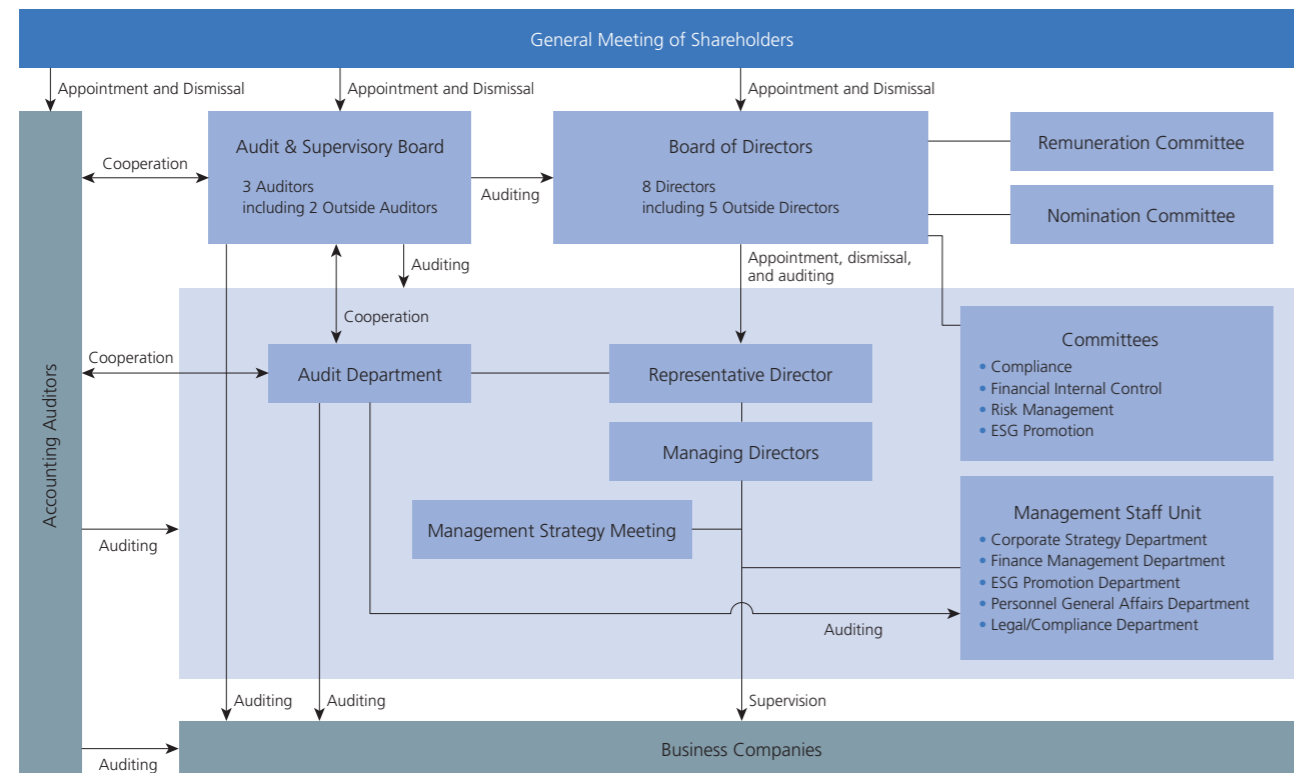 General Meeting of Shareholders
Appointment and Dismissal
Appointment and Dismissal
Appointment and Dismissal
Audit & Supervisory Board
3 Auditors
including 2 Outside Auditors
Board of Directors
8 Directors
including 5 Outside Directors
Remuneration Committee
Nomination Committee
Cooperation
Auditing
Auditing
Appointment, dismissal,
and auditing
Cooperation
Cooperation
Accounting Auditors
Audit Department
Representative Director
Managing Directors
Management Strategy Meeting
Committees
• Compliance
• Financial Internal Control
• Risk Management
• ESG Promotion
Management Staff Unit
• Corporate Strategy Department
• Finance Management Department
• ESG Promotion Department
• Personnel General Affairs Department
• Legal/Compliance Department
Auditing
Auditing
Auditing
Auditing
Supervision
Business Companies
Auditing